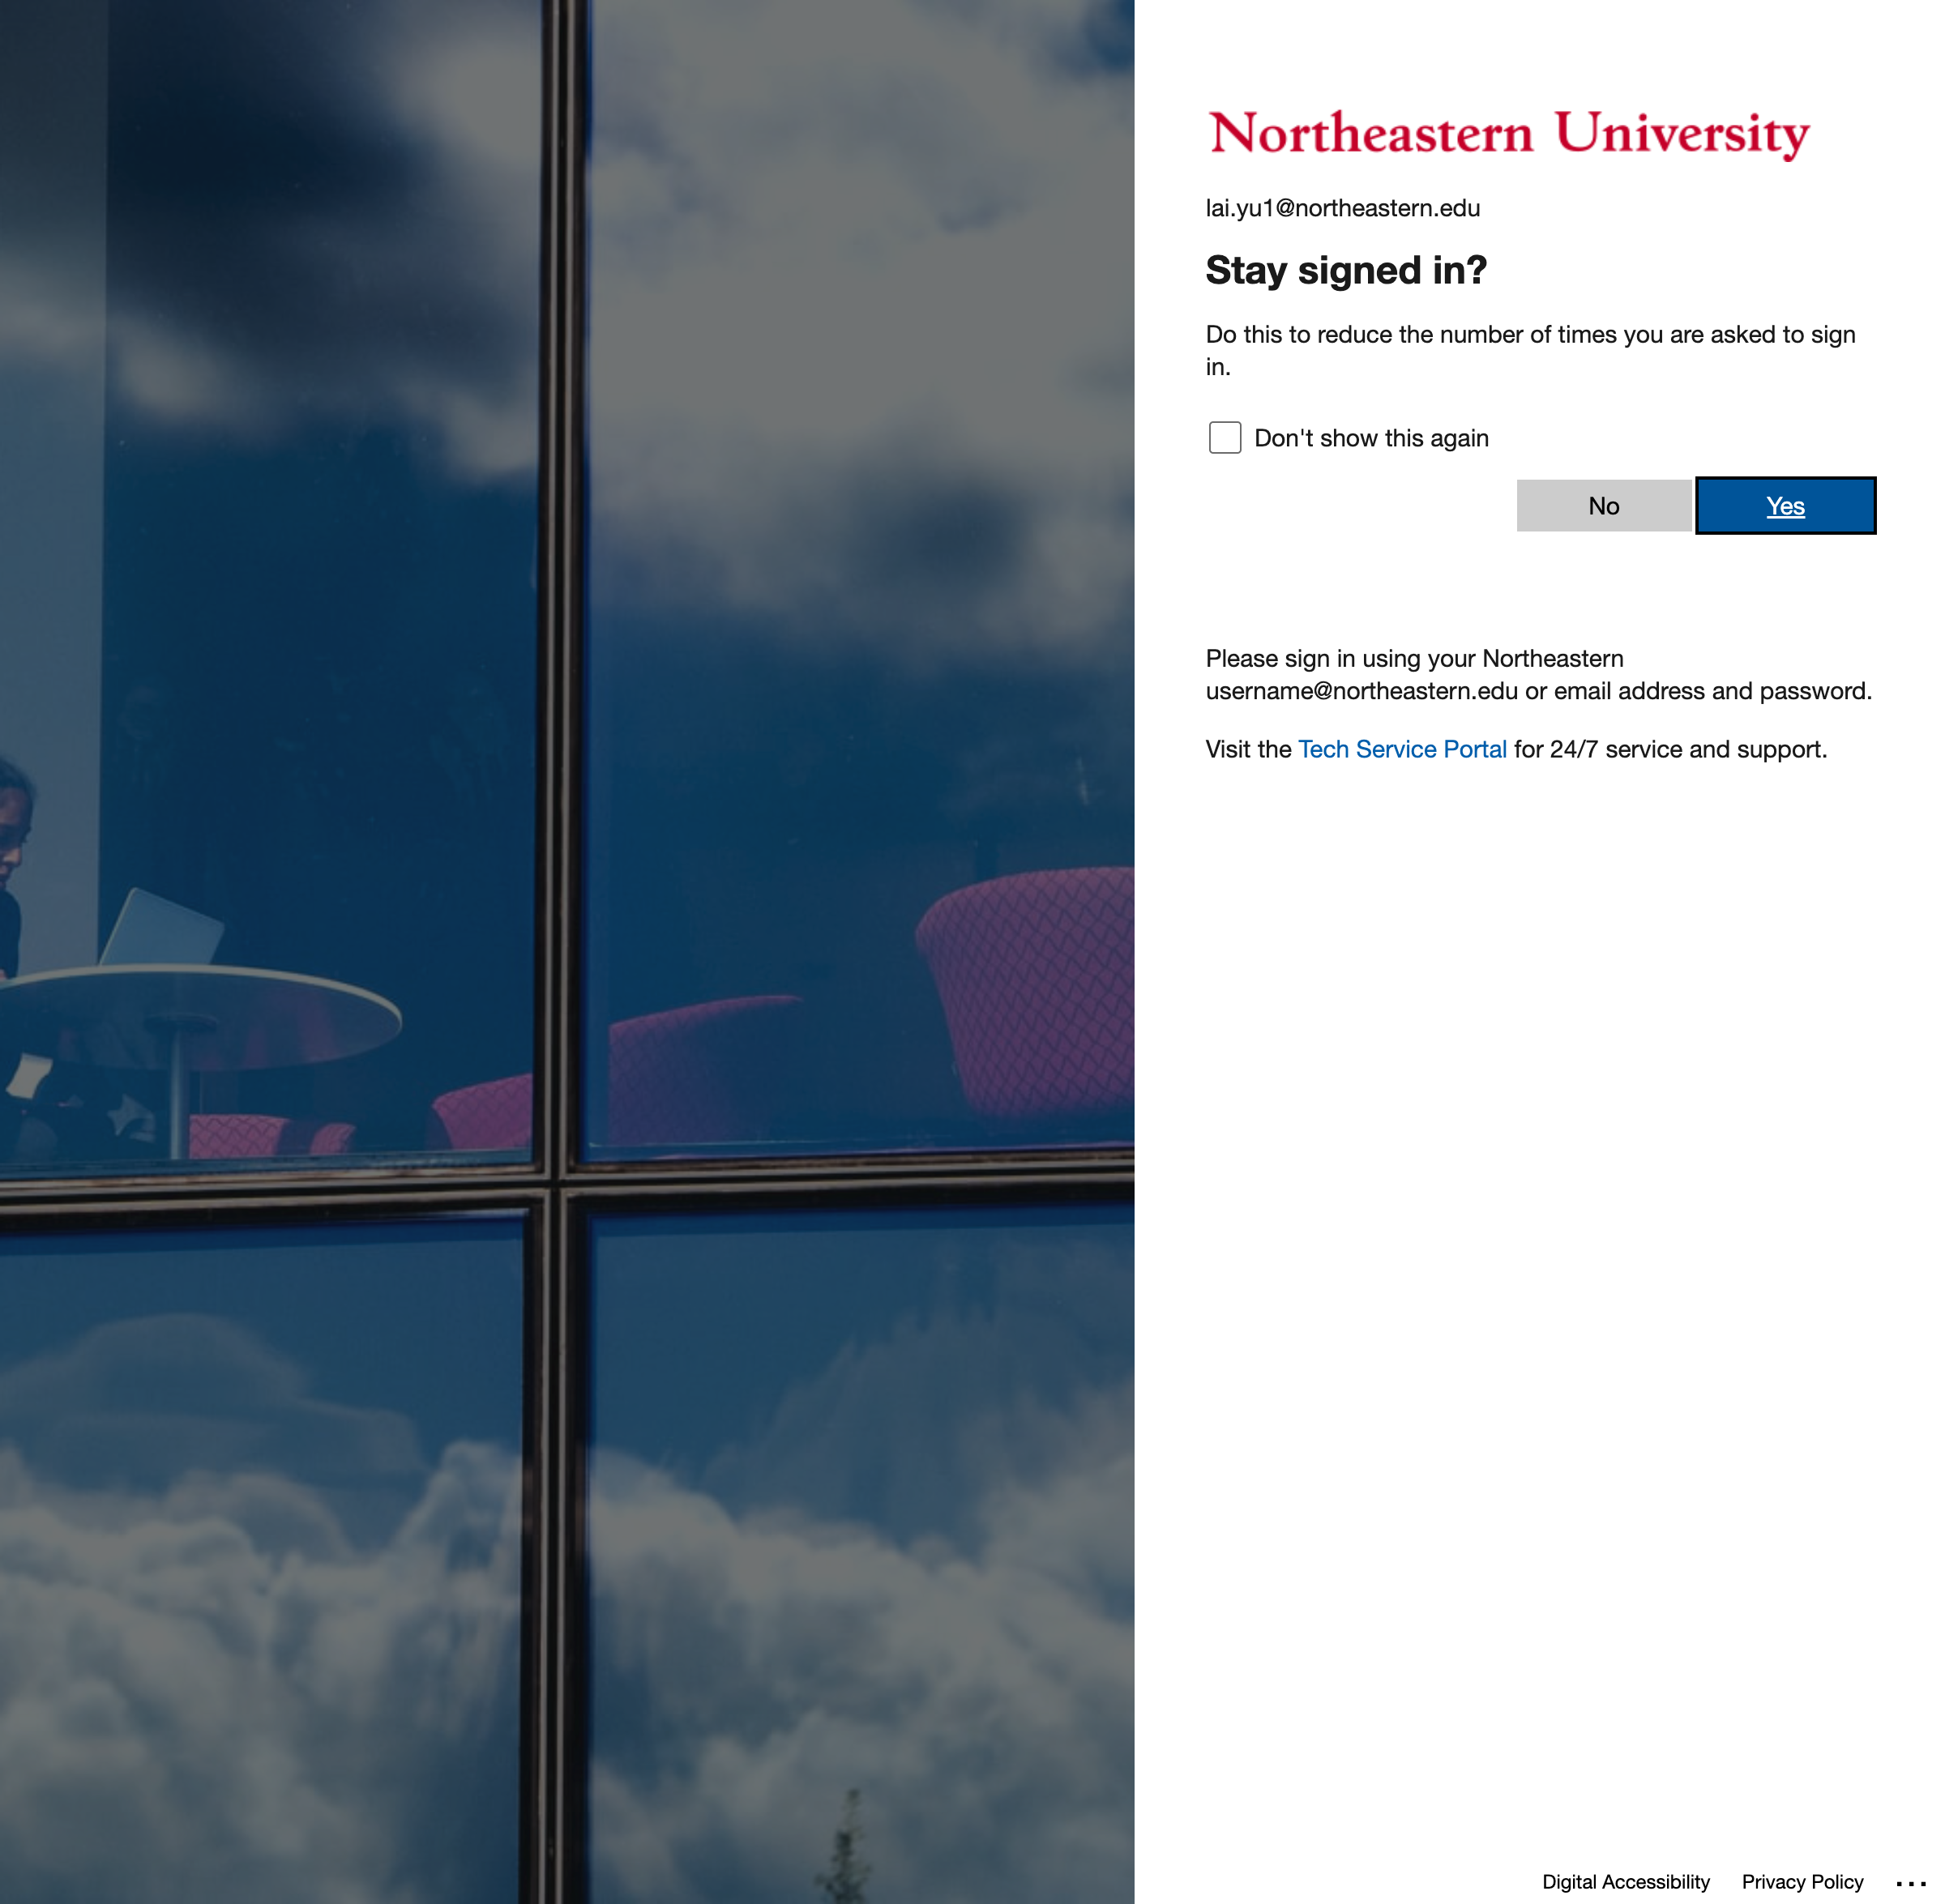 Northeastern University
lai.yu1@northeastern.edu
Stay signed in?
Do this to reduce the number of times you are asked to sign
in.
Don't show this again
No
Yes
Please sign in using your Northeastern
username@northeastern.edu or email address and password.
Visit the Tech Service Portal for 24/7 service and support.
Digital Accessibility
Privacy Policy
...